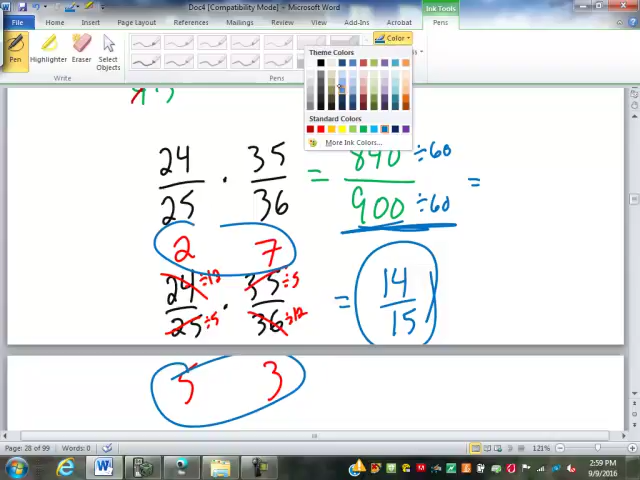 Doc4 [Compatibility Mode] - Microsoft Word
Ink Tools
File Home Insert Page Layout References Mailings Review View Add-Ins Acrobat Pens
Pen Highlighter Eraser Select Objects
Color
Write Pens
Theme Colors
Standard Colors
More Ink Colors...
24/25 · 35/36 = 840/900 ÷60 ÷60 =
2 7
24 ÷12 / 25 ÷5 · 35 ÷5 / 36 ÷12 = 14/15
5 3
Page: 28 of 99 Words: 0 121%
2:59 PM
9/9/2016